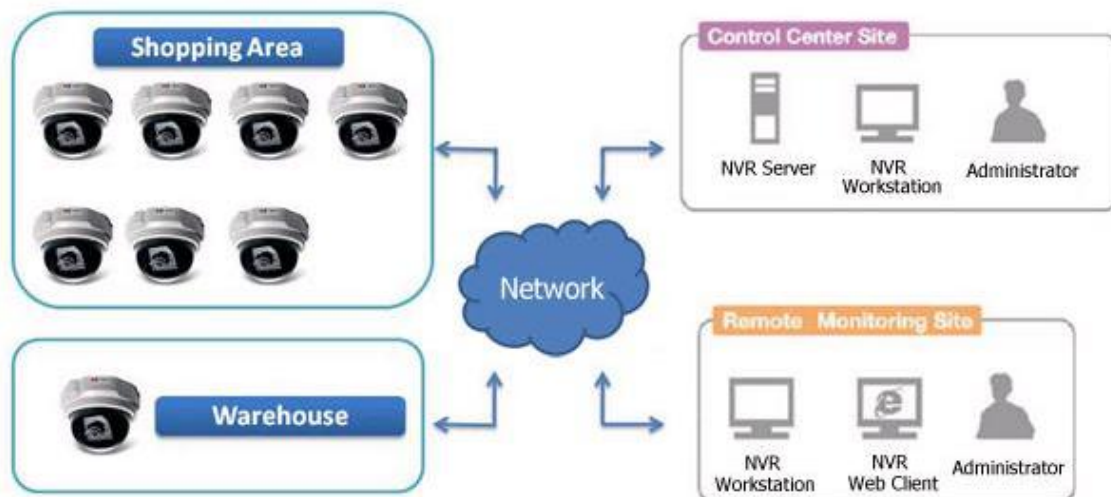 Shopping Area
Control Center Site
NVR Server
NVR
Workstation
Administrator
Network
Warehouse
Remote Monitoring Site
NVR
Workstation
NVR
Web Client
Administrator